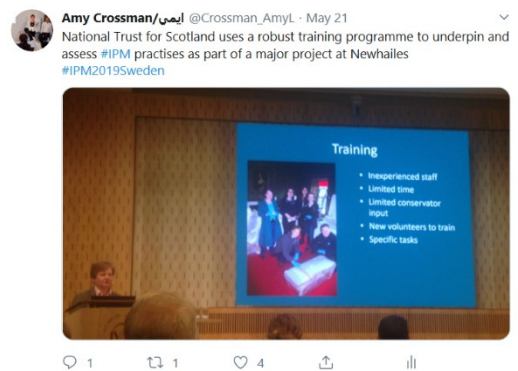 Amy Crossman/ايمي @Crossman_AmyL · May 21
National Trust for Scotland uses a robust training programme to underpin and
assess #IPM practises as part of a major project at Newhailes
#IPM2019Sweden
Training
• Inexperienced staff
• Limited time
• Limited conservator
input
• New volunteers to train
• Specific tasks
1 1 4